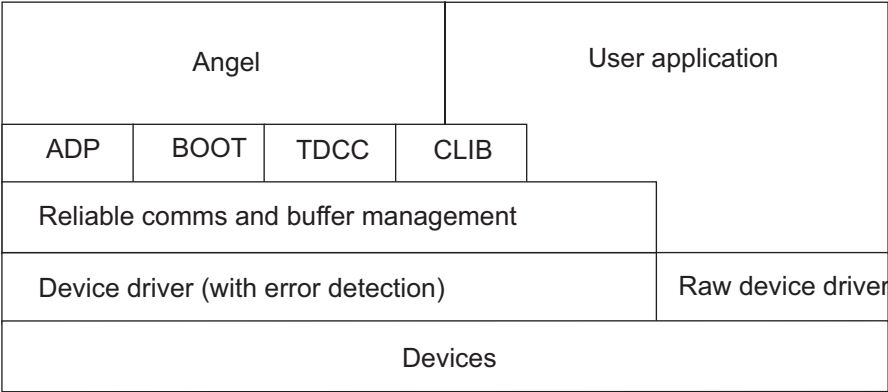 Angel
User application
ADP
BOOT
TDCC
CLIB
Reliable comms and buffer management
Device driver (with error detection)
Raw device driver
Devices